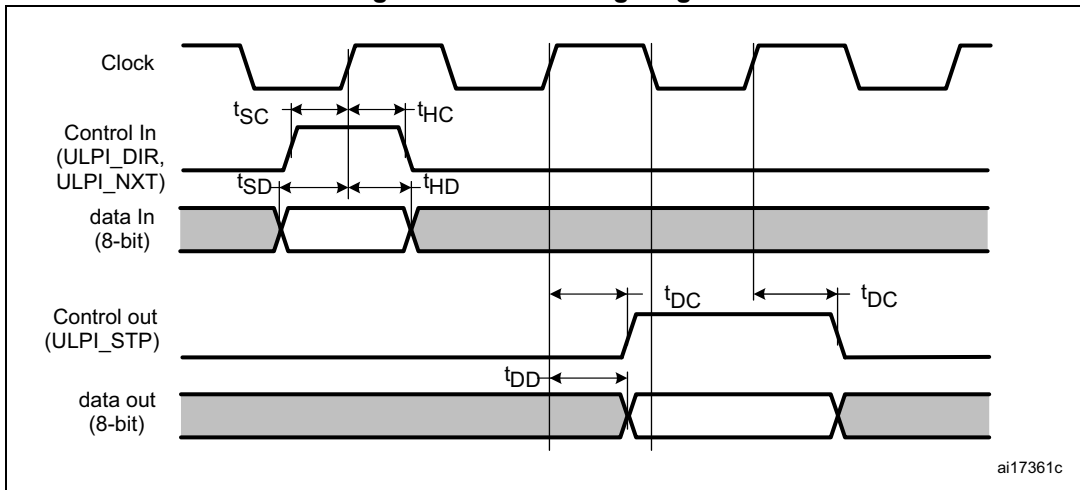 Clock
tSC
tHC
Control In
(ULPI_DIR,
ULPI_NXT)
tSD
tHD
data In
(8-bit)
tDC
tDC
Control out
(ULPI_STP)
tDD
data out
(8-bit)
ai17361c